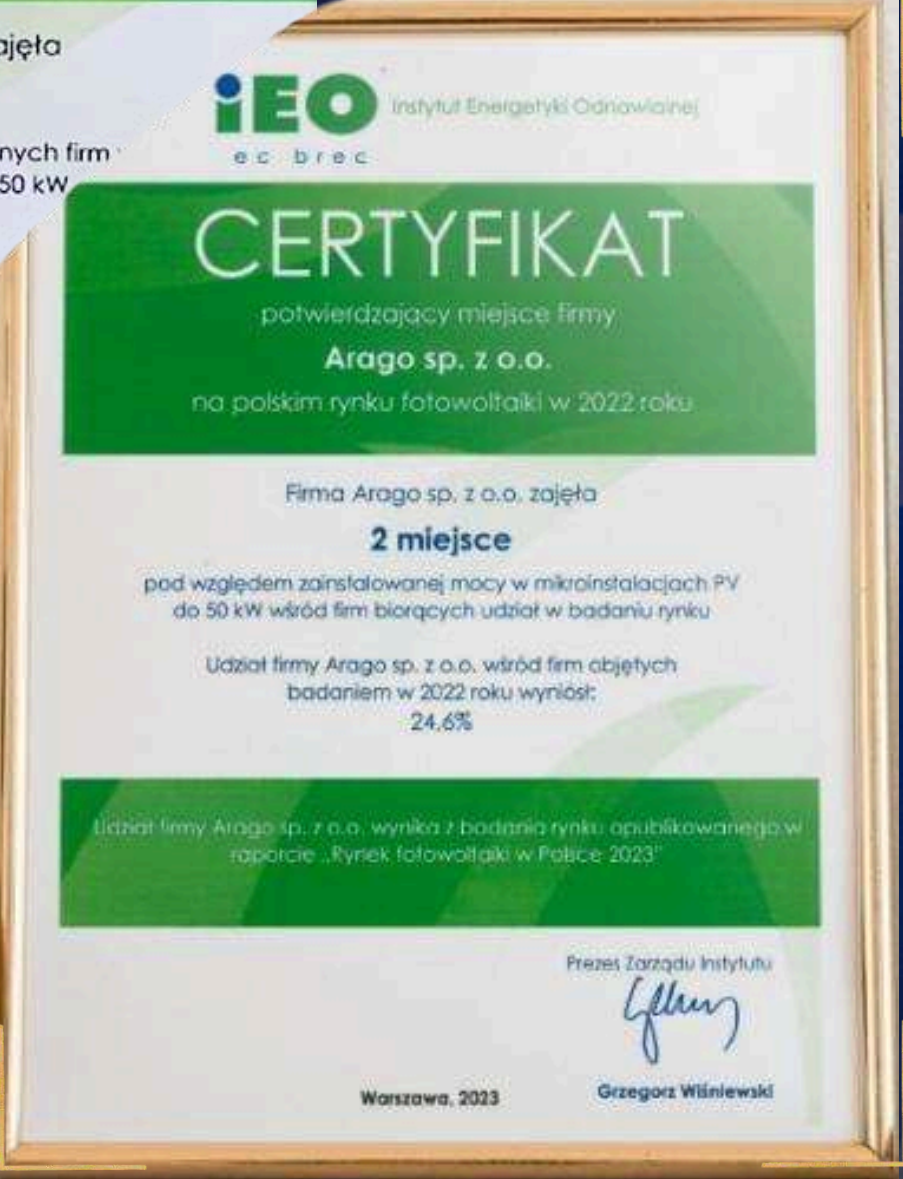 ajęta
nych firm
50 kW
iEO Instytut Energetyki Odnawialnej
ec brec
CERTYFIKAT
potwierdzający miejsce firmy
Arago sp. z o.o.
na polskim rynku fotowoltaiki w 2022 roku
Firma Arago sp. z o.o. zajęła
2 miejsce
pod względem zainstalowanej mocy w mikroinstalacjach PV
do 50 kW wśród firm biorących udział w badaniu rynku
Udział firmy Arago sp. z o.o. wśród firm objętych
badaniem w 2022 roku wyniósł:
24,6%
Udział firmy Arago sp. z o.o. wynika z badania rynku opublikowanego w
raporcie „Rynek fotowoltaiki w Polsce 2023"
Prezes Zarządu Instytutu
Grzegorz Wiśniewski
Warszawa, 2023